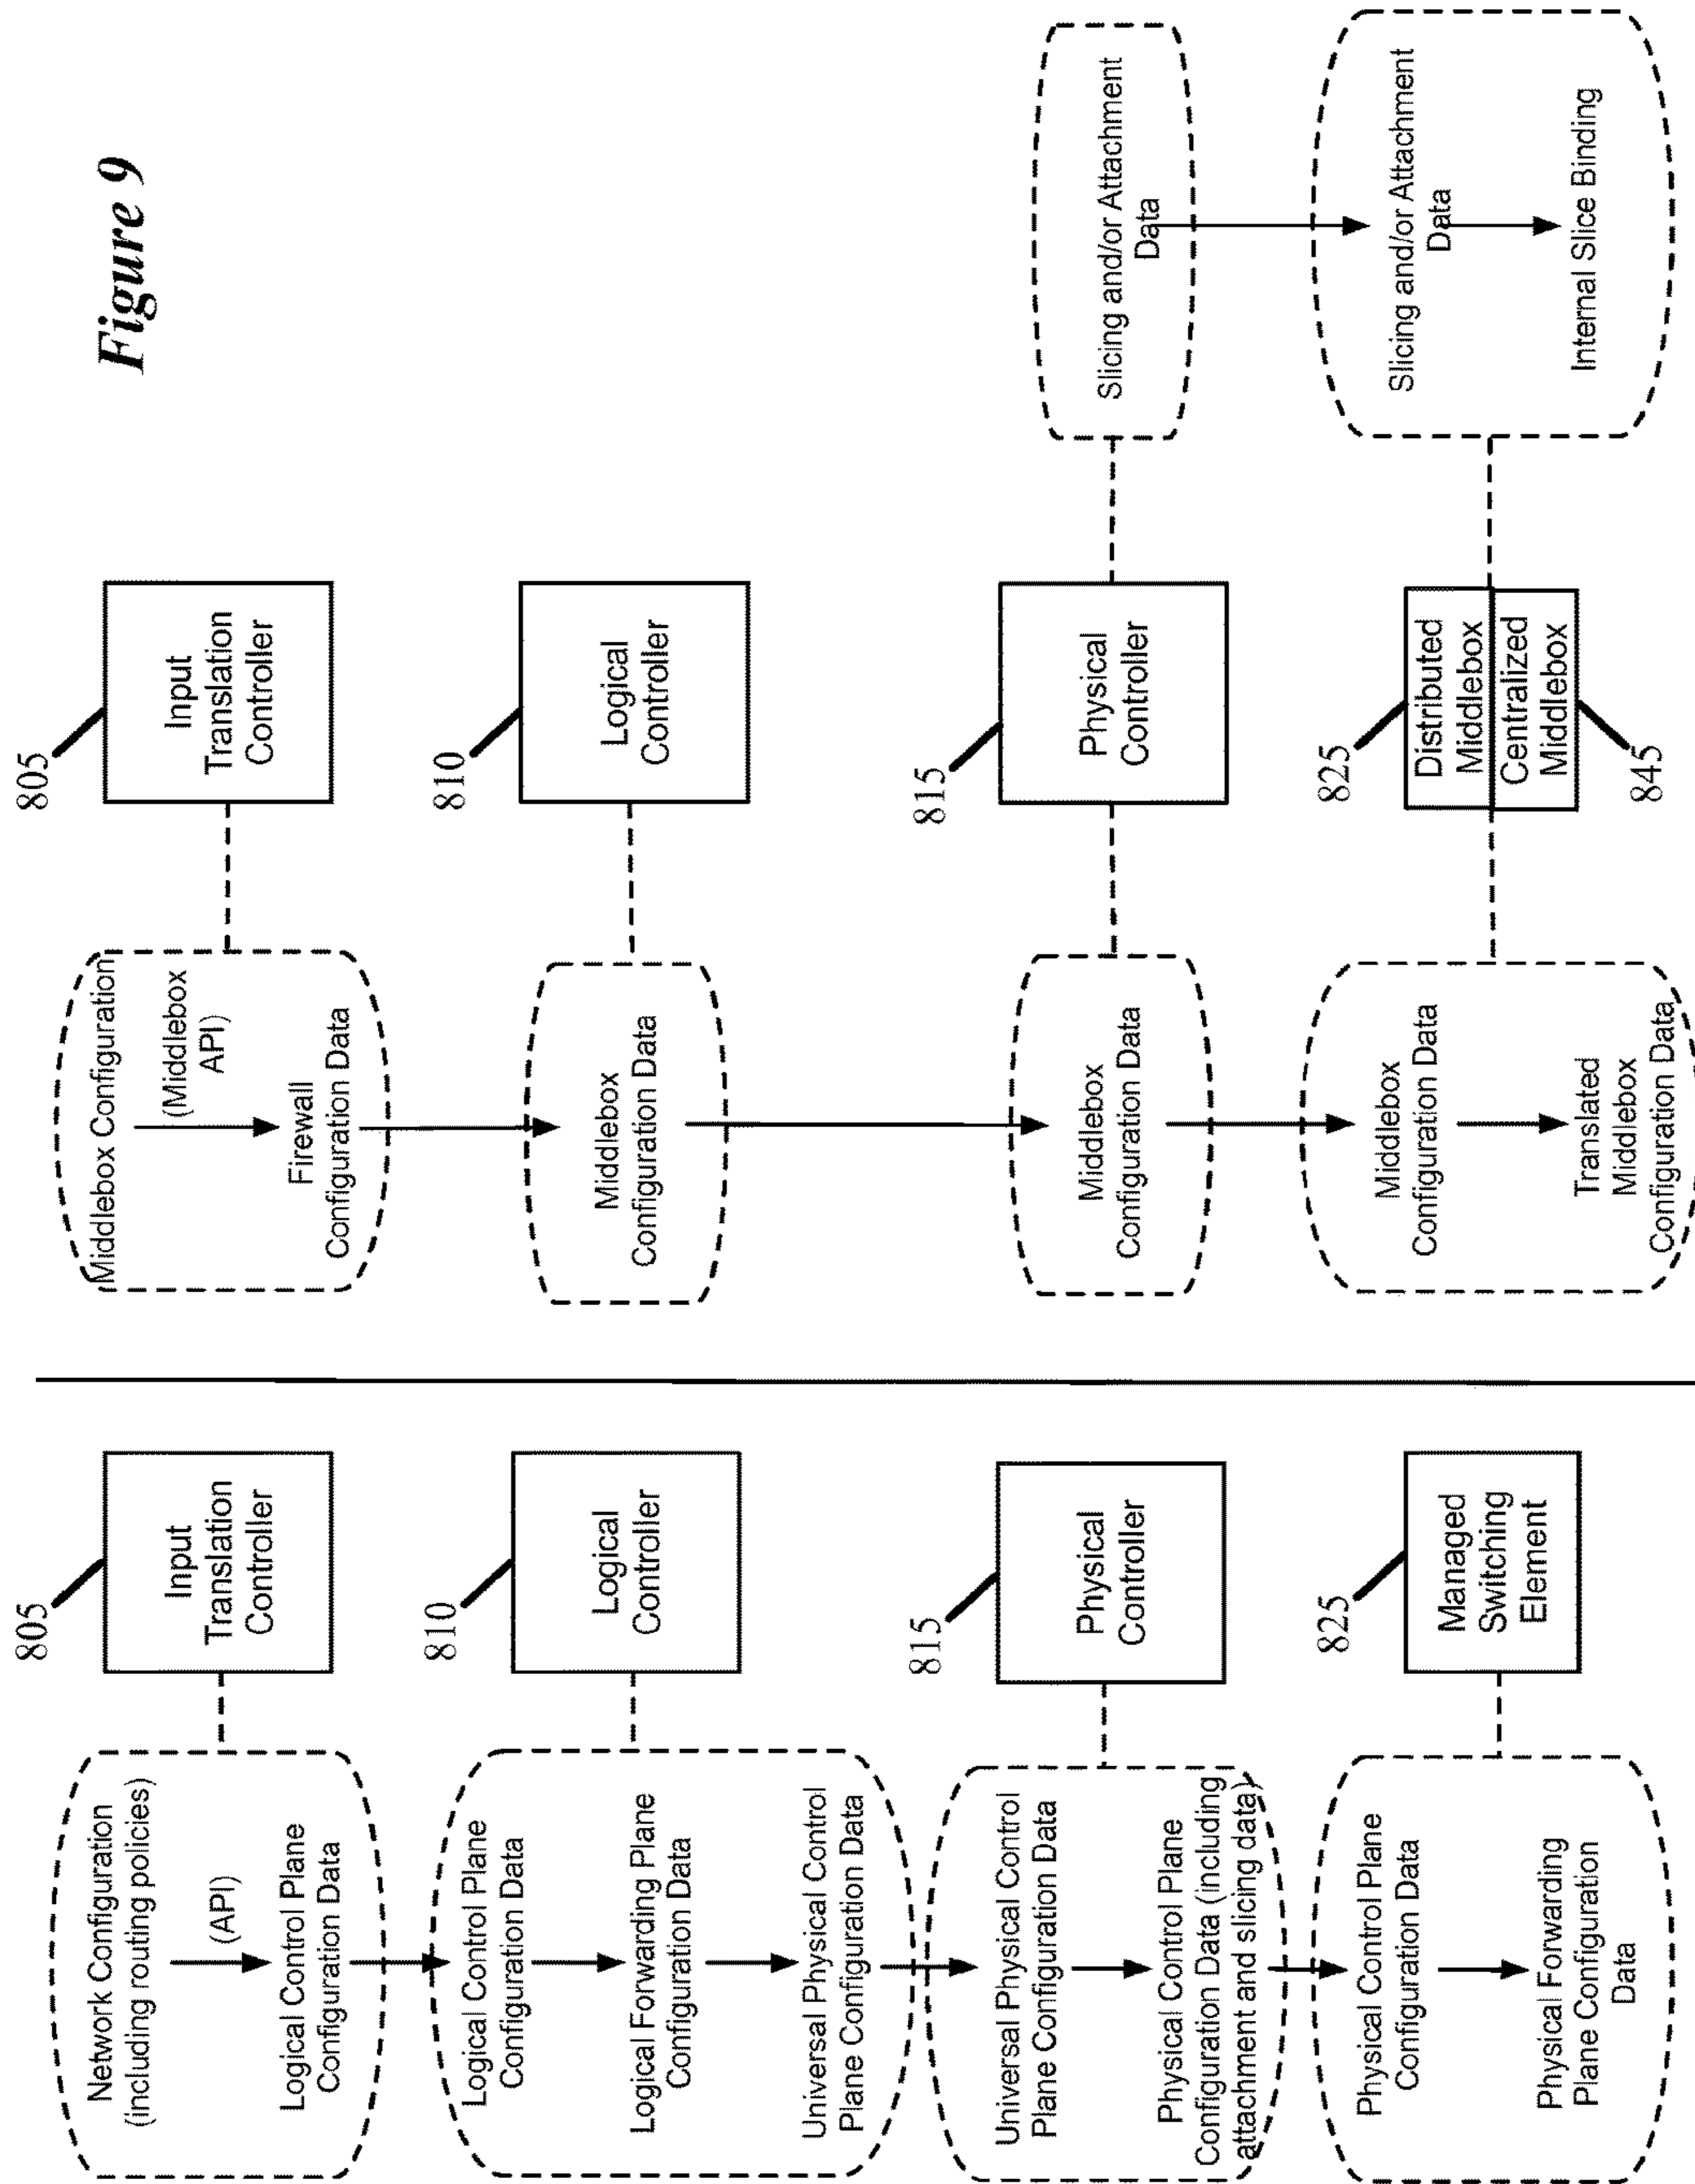 Figure 9
805
Input
Translation
Controller
Network Configuration
(including routing policies)
(API)
Logical Control Plane
Configuration Data
810
Logical
Controller
Logical Control Plane
Configuration Data
Logical Forwarding Plane
Configuration Data
Universal Physical Control
Plane Configuration Data
815
Physical
Controller
Universal Physical Control
Plane Configuration Data
Physical Control Plane
Configuration Data (including
attachment and slicing data)
825
Managed
Switching
Element
Physical Control Plane
Configuration Data
Physical Forwarding
Plane Configuration
Data
805
Input
Translation
Controller
Middlebox Configuration
(Middlebox
API)
Firewall
Configuration Data
810
Logical
Controller
Middlebox
Configuration Data
815
Physical
Controller
Middlebox
Configuration Data
Slicing and/or Attachment
Data
825
Distributed
Middlebox
Centralized
Middlebox
845
Middlebox
Configuration Data
Translated
Middlebox
Configuration Data
Slicing and/or Attachment
Data
Internal Slice Binding